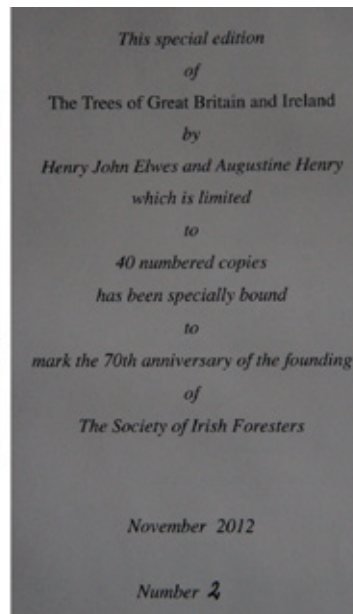 This special edition
of
The Trees of Great Britain and Ireland
by
Henry John Elwes and Augustine Henry
which is limited
to
40 numbered copies
has been specially bound
to
mark the 70th anniversary of the founding
of
The Society of Irish Foresters
November 2012
Number 2